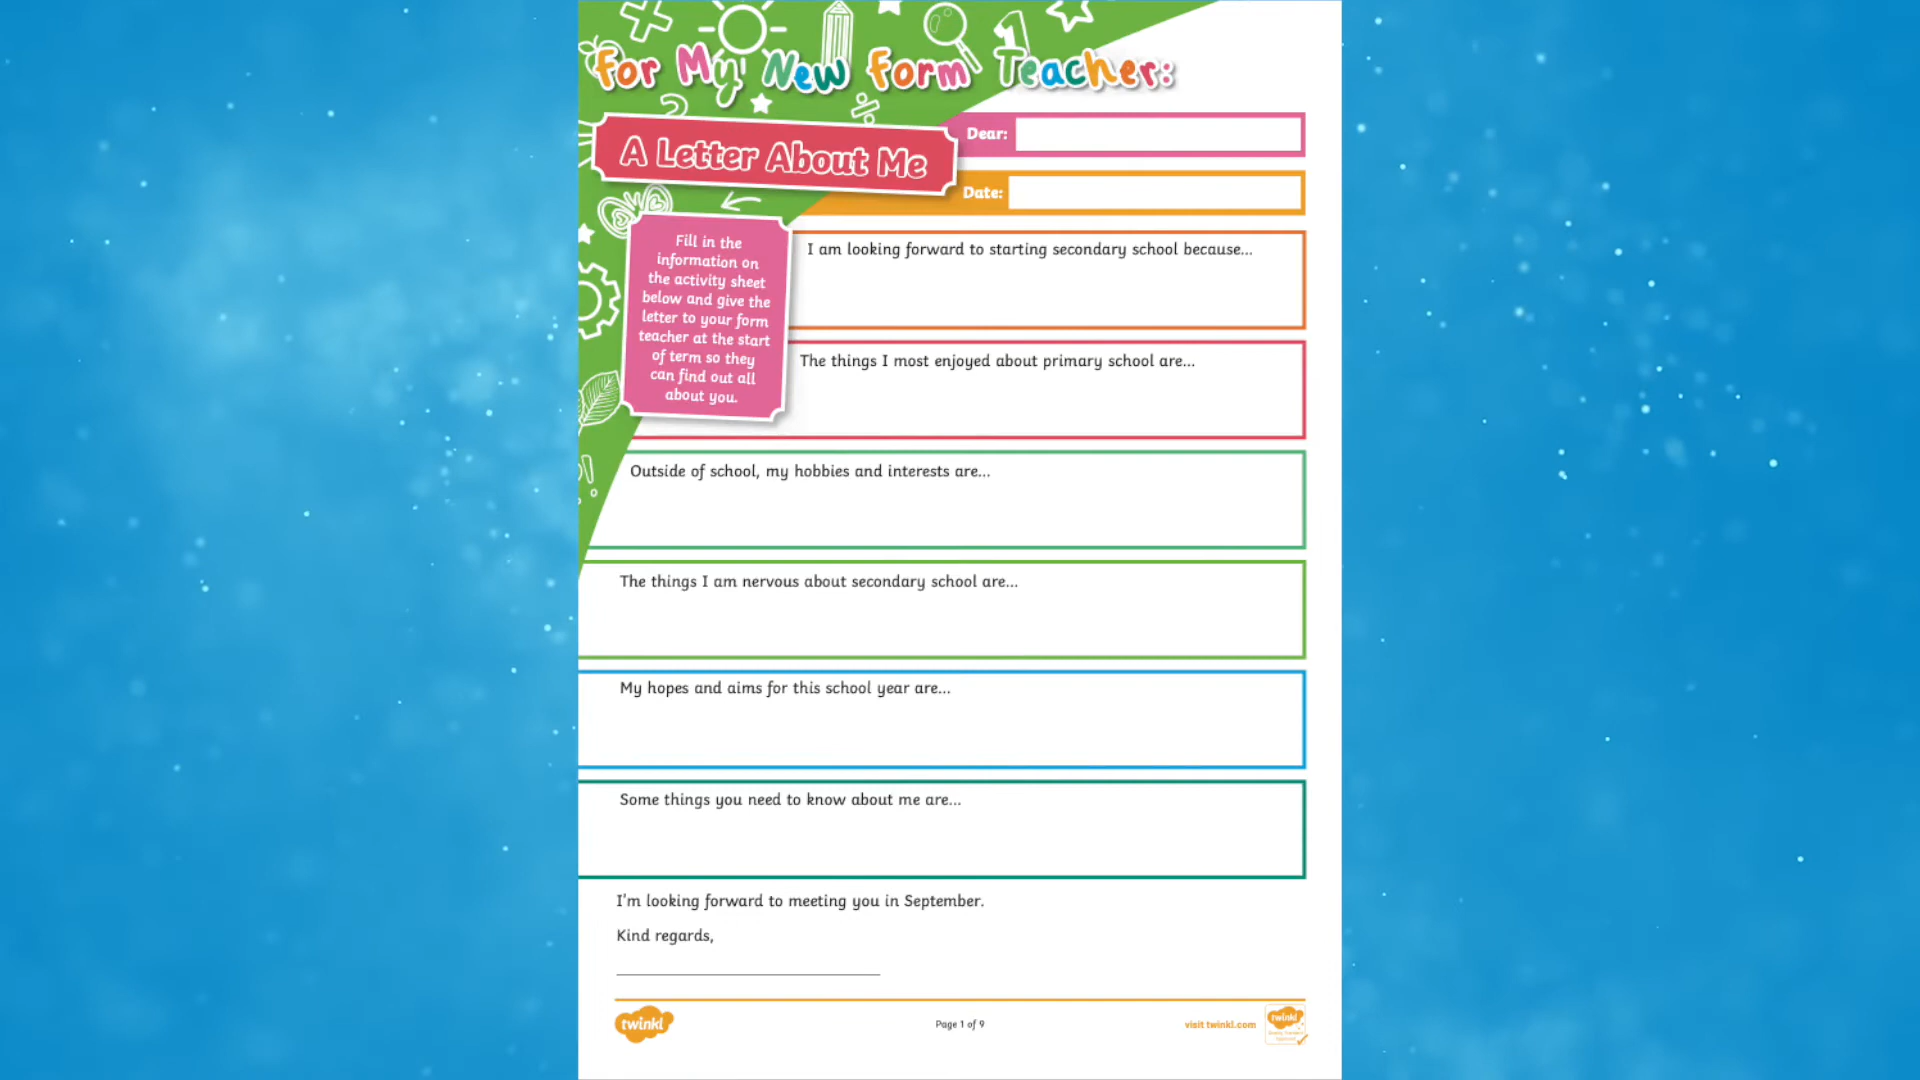 For My New Form Teacher:
A Letter About Me
Dear:
Date:
Fill in the
information on
the activity sheet
below and give the
letter to your form
teacher at the start
of term so they
can find out all
about you.
I am looking forward to starting secondary school because...
The things I most enjoyed about primary school are...
Outside of school, my hobbies and interests are...
The things I am nervous about secondary school are...
My hopes and aims for this school year are...
Some things you need to know about me are...
I'm looking forward to meeting you in September.
Kind regards,
twinkl
Page 1 of 9
visit twinkl.com
twinkl